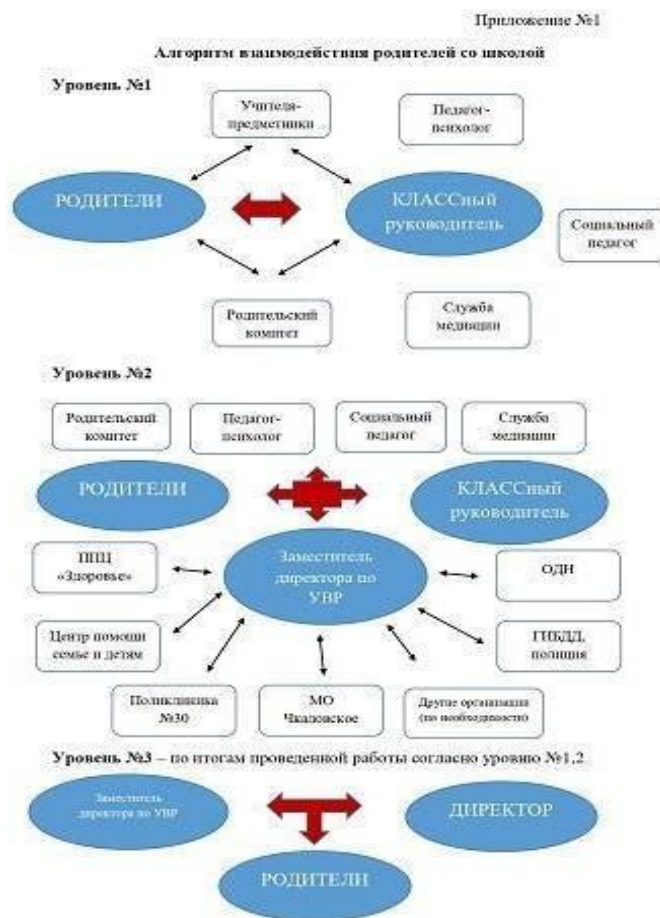 Приложение №1
Алгоритм взаимодействия родителей со школой
Уровень №1
Учителя-
предметники
Педагог-
психолог
РОДИТЕЛИ
КЛАССный
руководитель
Социальный
педагог
Родительский
комитет
Служба
медиации
Уровень №2
Родительский
комитет
Педагог-
психолог
Социальный
педагог
Служба
медиации
РОДИТЕЛИ
КЛАССный
руководитель
Заместитель
директора по
УВР
ППЦ
«Здоровье»
ОДН
Центр помощи
семье и детям
ГИБДД,
полиция
Поликлиника
№30
МО
Чкаловское
Другие организации
(по необходимости)
Уровень №3 – по итогам проведенной работы согласно уровню №1,2
Заместитель
директора по УВР
ДИРЕКТОР
РОДИТЕЛИ